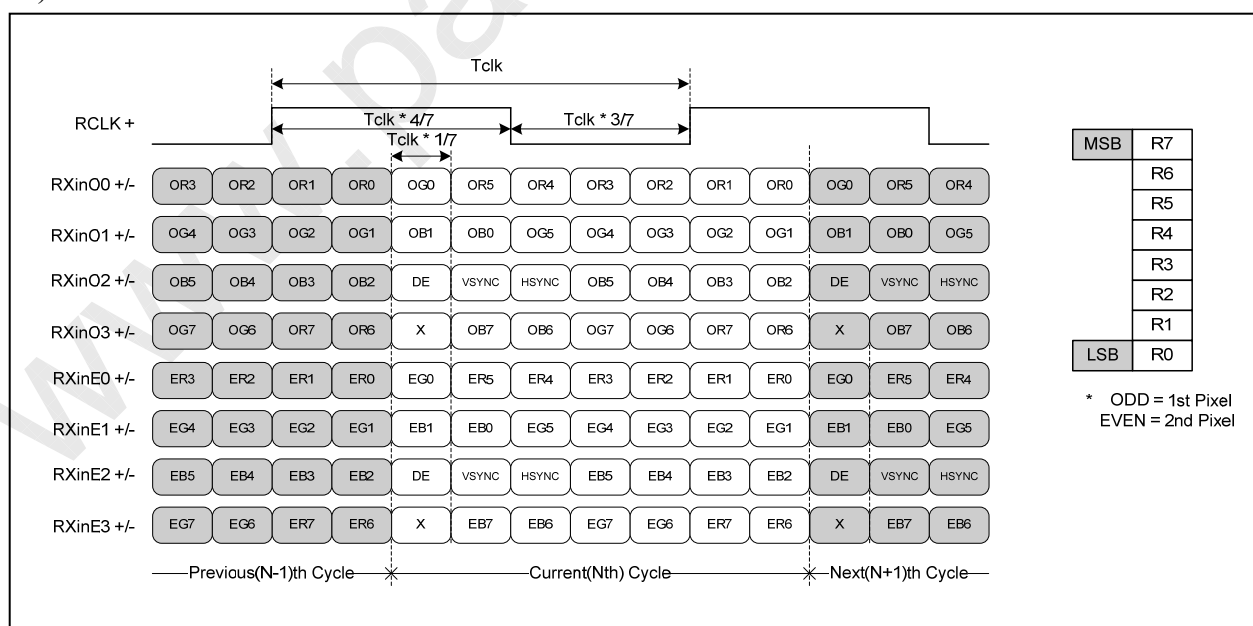 Tclk
RCLK +
Tclk * 4/7
Tclk * 3/7
Tclk * 1/7
RXinO0 +/- OR3 OR2 OR1 OR0 OG0 OR5 OR4 OR3 OR2 OR1 OR0 OG0 OR5 OR4
RXinO1 +/- OG4 OG3 OG2 OG1 OB1 OB0 OG5 OG4 OG3 OG2 OG1 OB1 OB0 OG5
RXinO2 +/- OB5 OB4 OB3 OB2 DE VSYNC HSYNC OB5 OB4 OB3 OB2 DE VSYNC HSYNC
RXinO3 +/- OG7 OG6 OR7 OR6 X OB7 OB6 OG7 OG6 OR7 OR6 X OB7 OB6
RXinE0 +/- ER3 ER2 ER1 ER0 EG0 ER5 ER4 ER3 ER2 ER1 ER0 EG0 ER5 ER4
RXinE1 +/- EG4 EG3 EG2 EG1 EB1 EB0 EG5 EG4 EG3 EG2 EG1 EB1 EB0 EG5
RXinE2 +/- EB5 EB4 EB3 EB2 DE VSYNC HSYNC EB5 EB4 EB3 EB2 DE VSYNC HSYNC
RXinE3 +/- EG7 EG6 ER7 ER6 X EB7 EB6 EG7 EG6 ER7 ER6 X EB7 EB6
Previous(N-1)th Cycle Current(Nth) Cycle Next(N+1)th Cycle
MSB R7
R6
R5
R4
R3
R2
R1
LSB R0
* ODD = 1st Pixel
EVEN = 2nd Pixel
www.pa